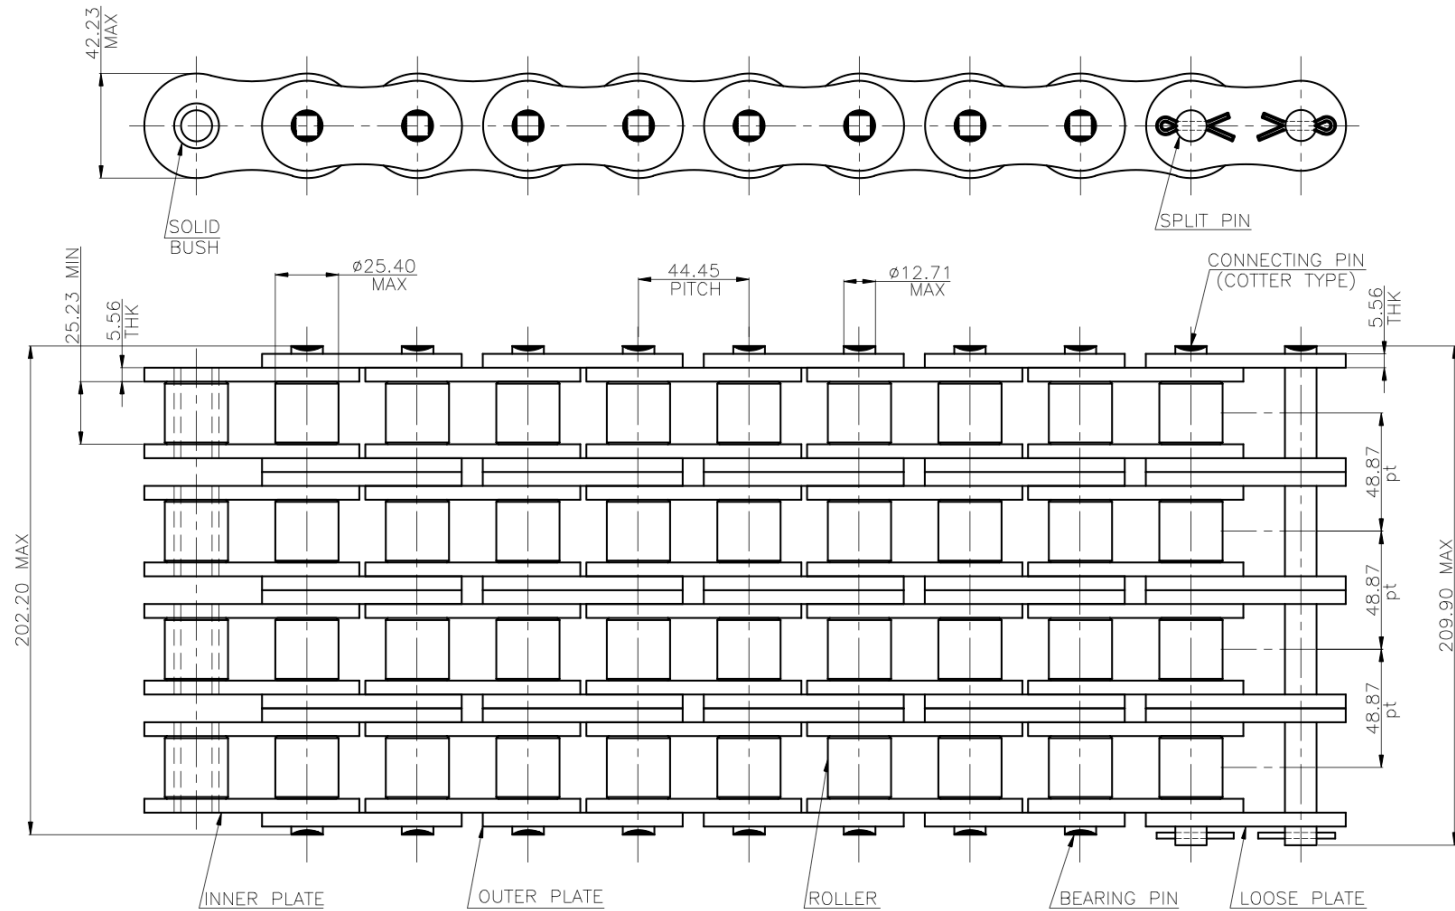 42.23
MAX
SOLID
BUSH
SPLIT PIN
CONNECTING PIN
(COTTER TYPE)
25.23 MIN
5.56
THK
ø25.40
MAX
44.45
PITCH
ø12.71
MAX
5.56
THK
202.20 MAX
48.87
pt
48.87
pt
48.87
pt
209.90 MAX
INNER PLATE
OUTER PLATE
ROLLER
BEARING PIN
LOOSE PLATE